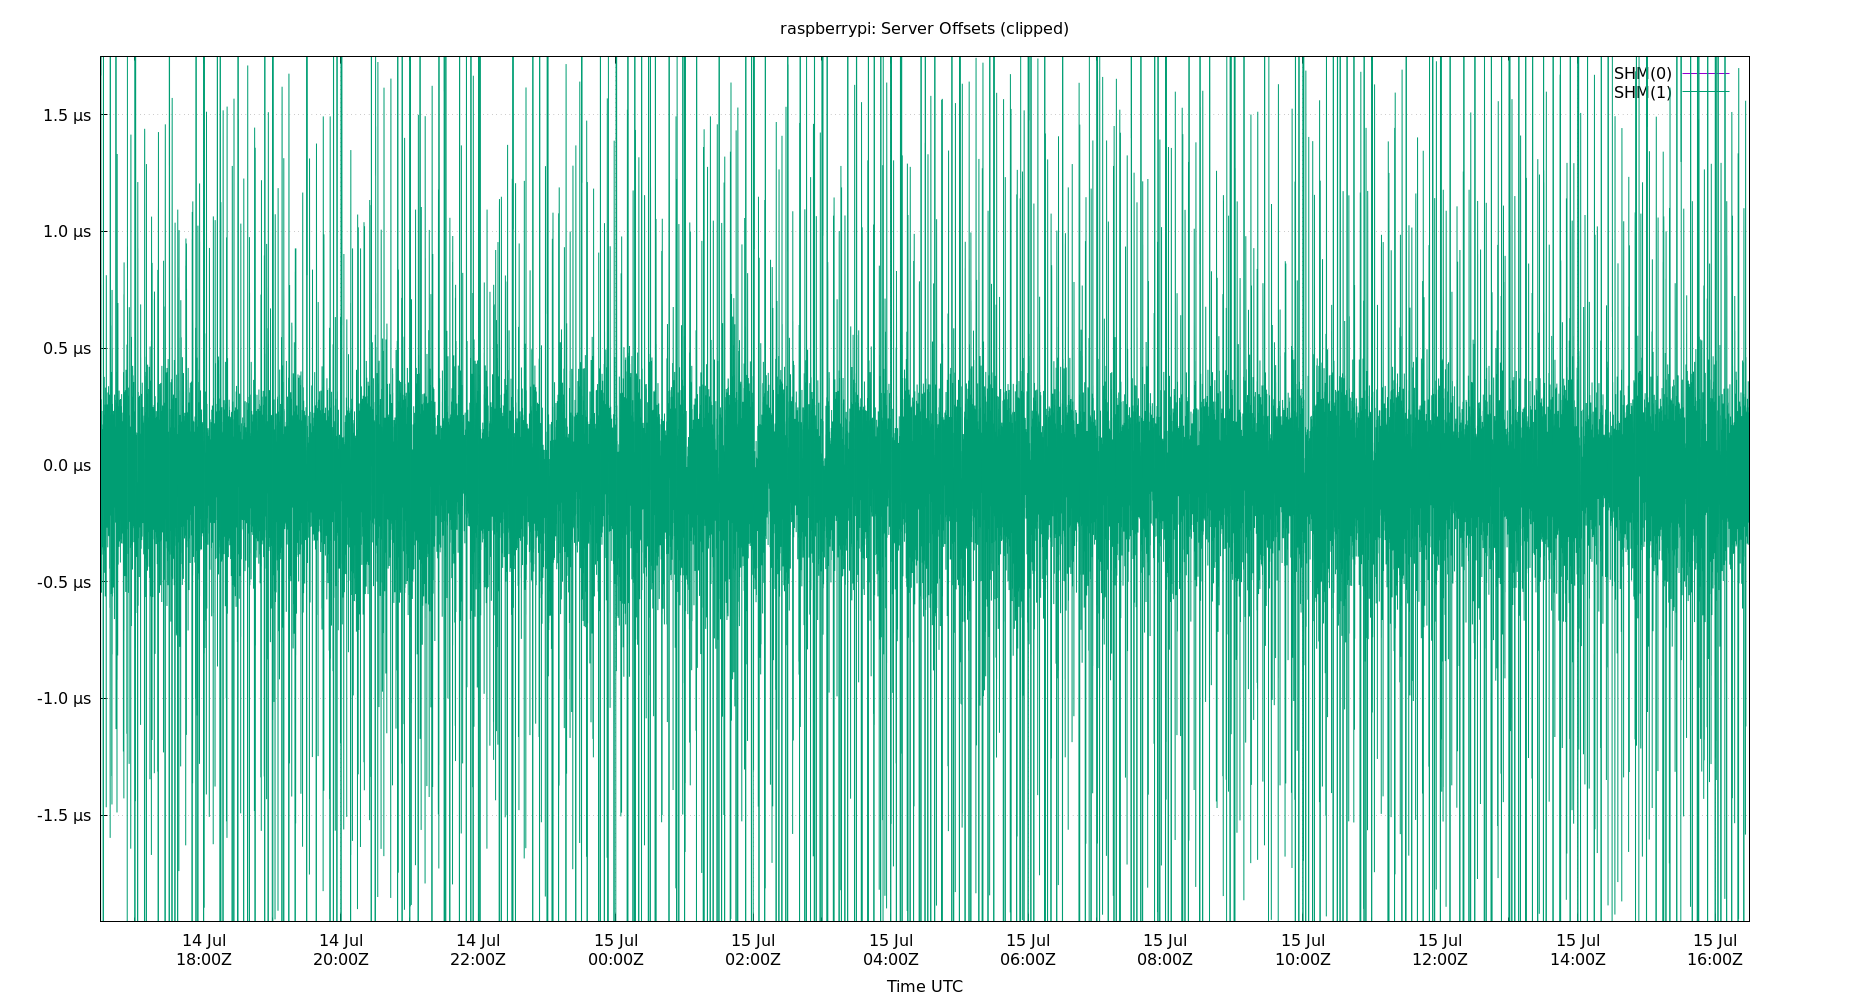 raspberrypi: Server Offsets (clipped)
SHM(0)
SHM(1)
1.5 µs
1.0 µs
0.5 µs
0.0 µs
-0.5 µs
-1.0 µs
-1.5 µs
14 Jul 14 Jul 14 Jul 15 Jul 15 Jul 15 Jul 15 Jul 15 Jul 15 Jul 15 Jul 15 Jul 15 Jul
18:00Z 20:00Z 22:00Z 00:00Z 02:00Z 04:00Z 06:00Z 08:00Z 10:00Z 12:00Z 14:00Z 16:00Z
Time UTC